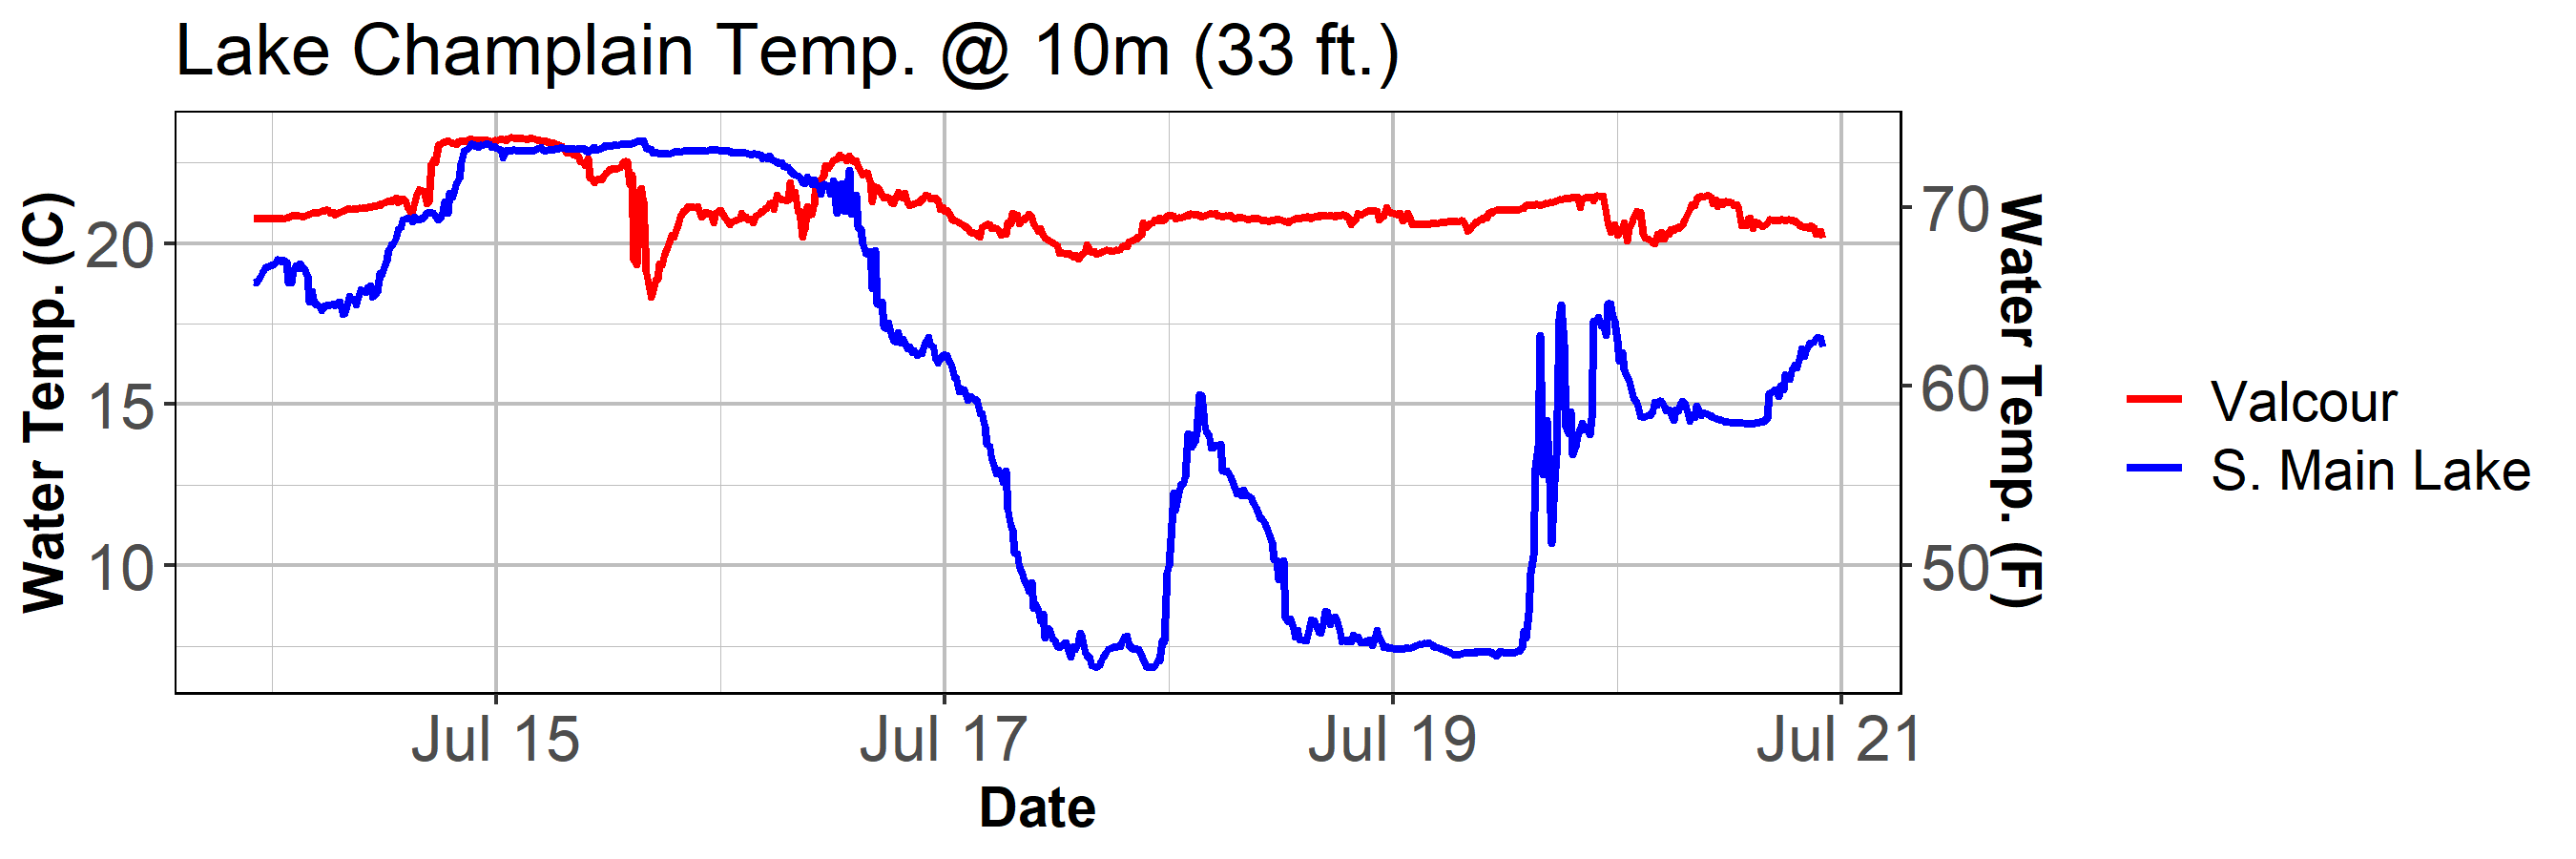 Lake Champlain Temp. @ 10m (33 ft.)
Water Temp. (C)
20
15
10
70
60
50
Water Temp. (F)
Jul 15
Jul 17
Jul 19
Jul 21
Date
Valcour
S. Main Lake